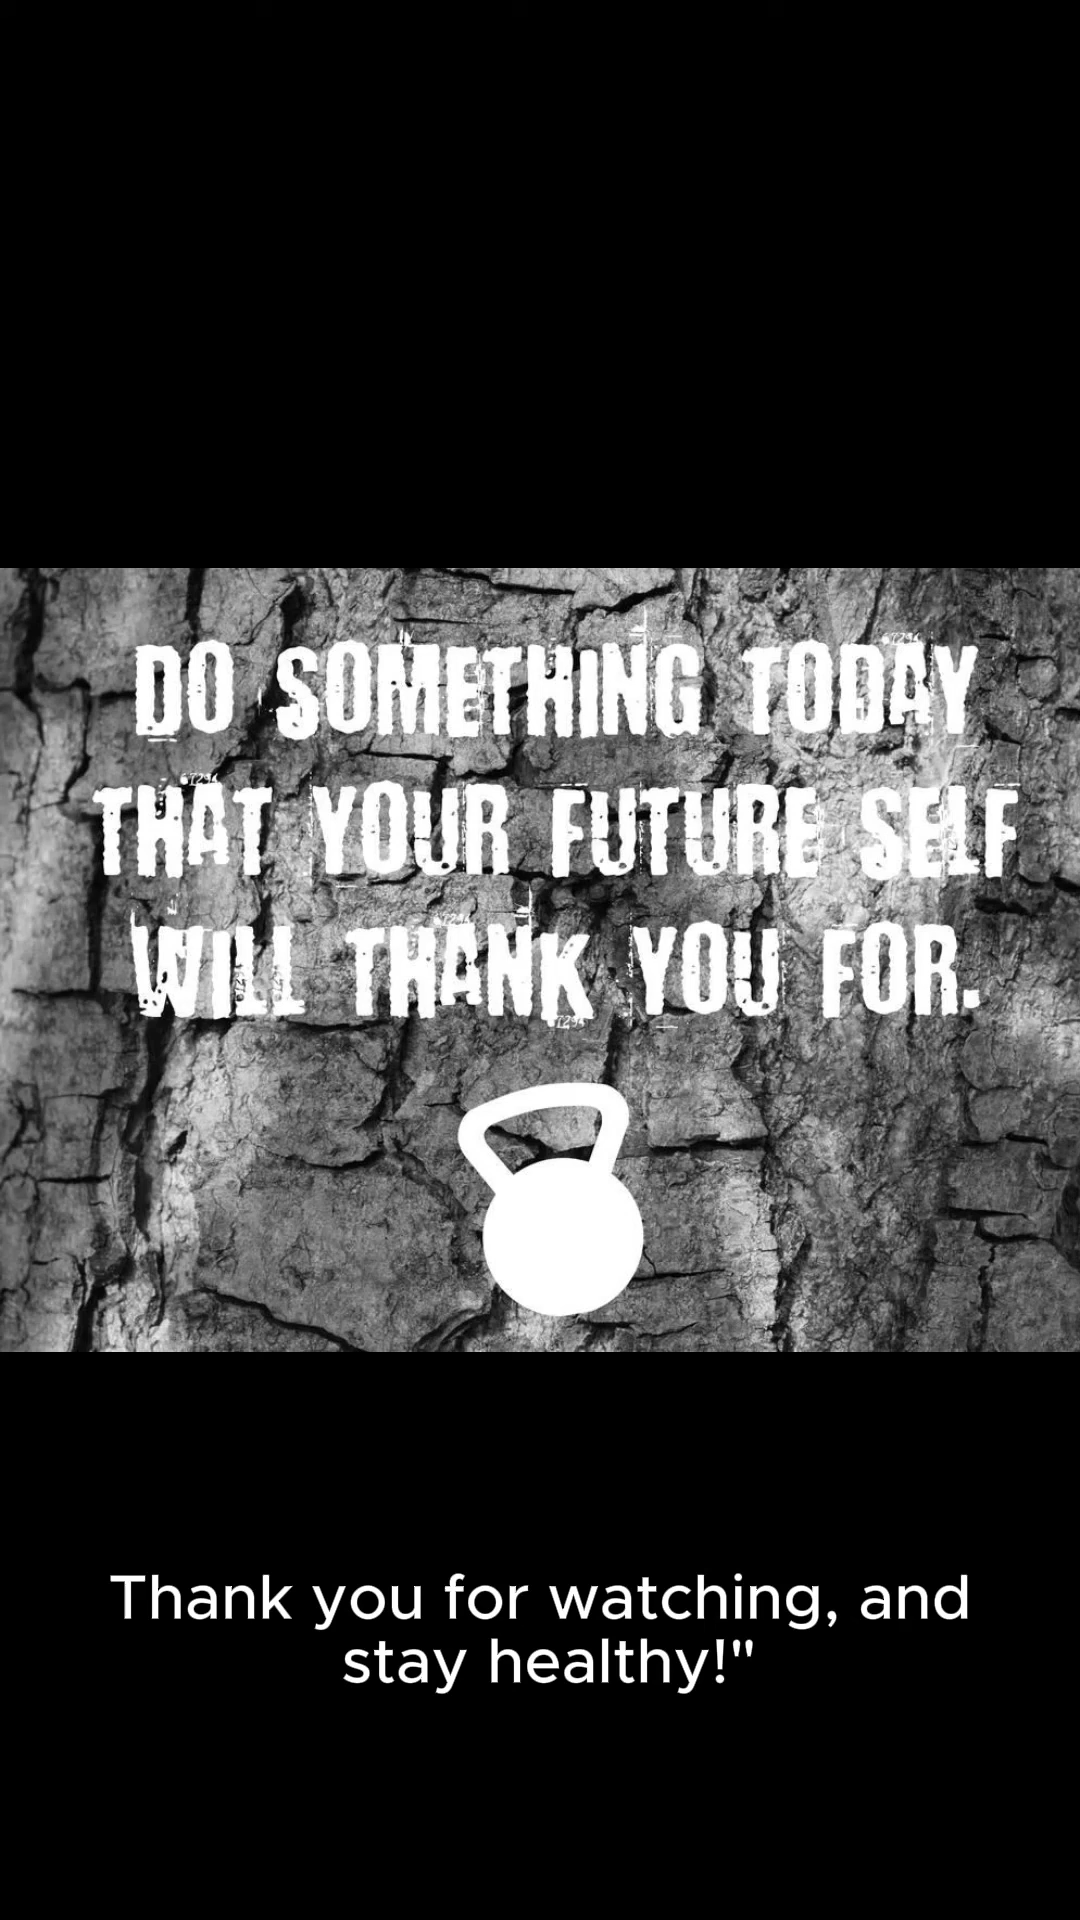 DO SOMETHING TODAY
THAT YOUR FUTURE SELF
WILL THANK YOU FOR.
Thank you for watching, and
stay healthy!"